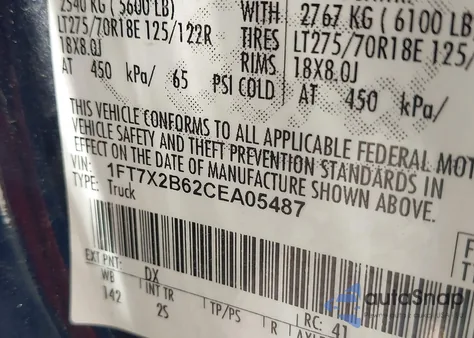 2540 KG ( 5600 LB)
WITH
2767 KG ( 6100 LB)
LT275/70R18E 125/122R
TIRES
LT275/70R18E 125/
18X8.0J
RIMS
18X8.0J
AT 450 kPa/ 65 PSI COLD
AT 450 kPa/
THIS VEHICLE CONFORMS TO ALL APPLICABLE FEDERAL MOT
VEHICLE SAFETY AND THEFT PREVENTION STANDARDS IN
EFFECT ON THE DATE OF MANUFACTURE SHOWN ABOVE.
VIN: 1FT7X2B62CEA05487
TYPE: Truck
EXT PNT: DX
WB INT TR TP/PS R RC: 41
142 25
autoSnap